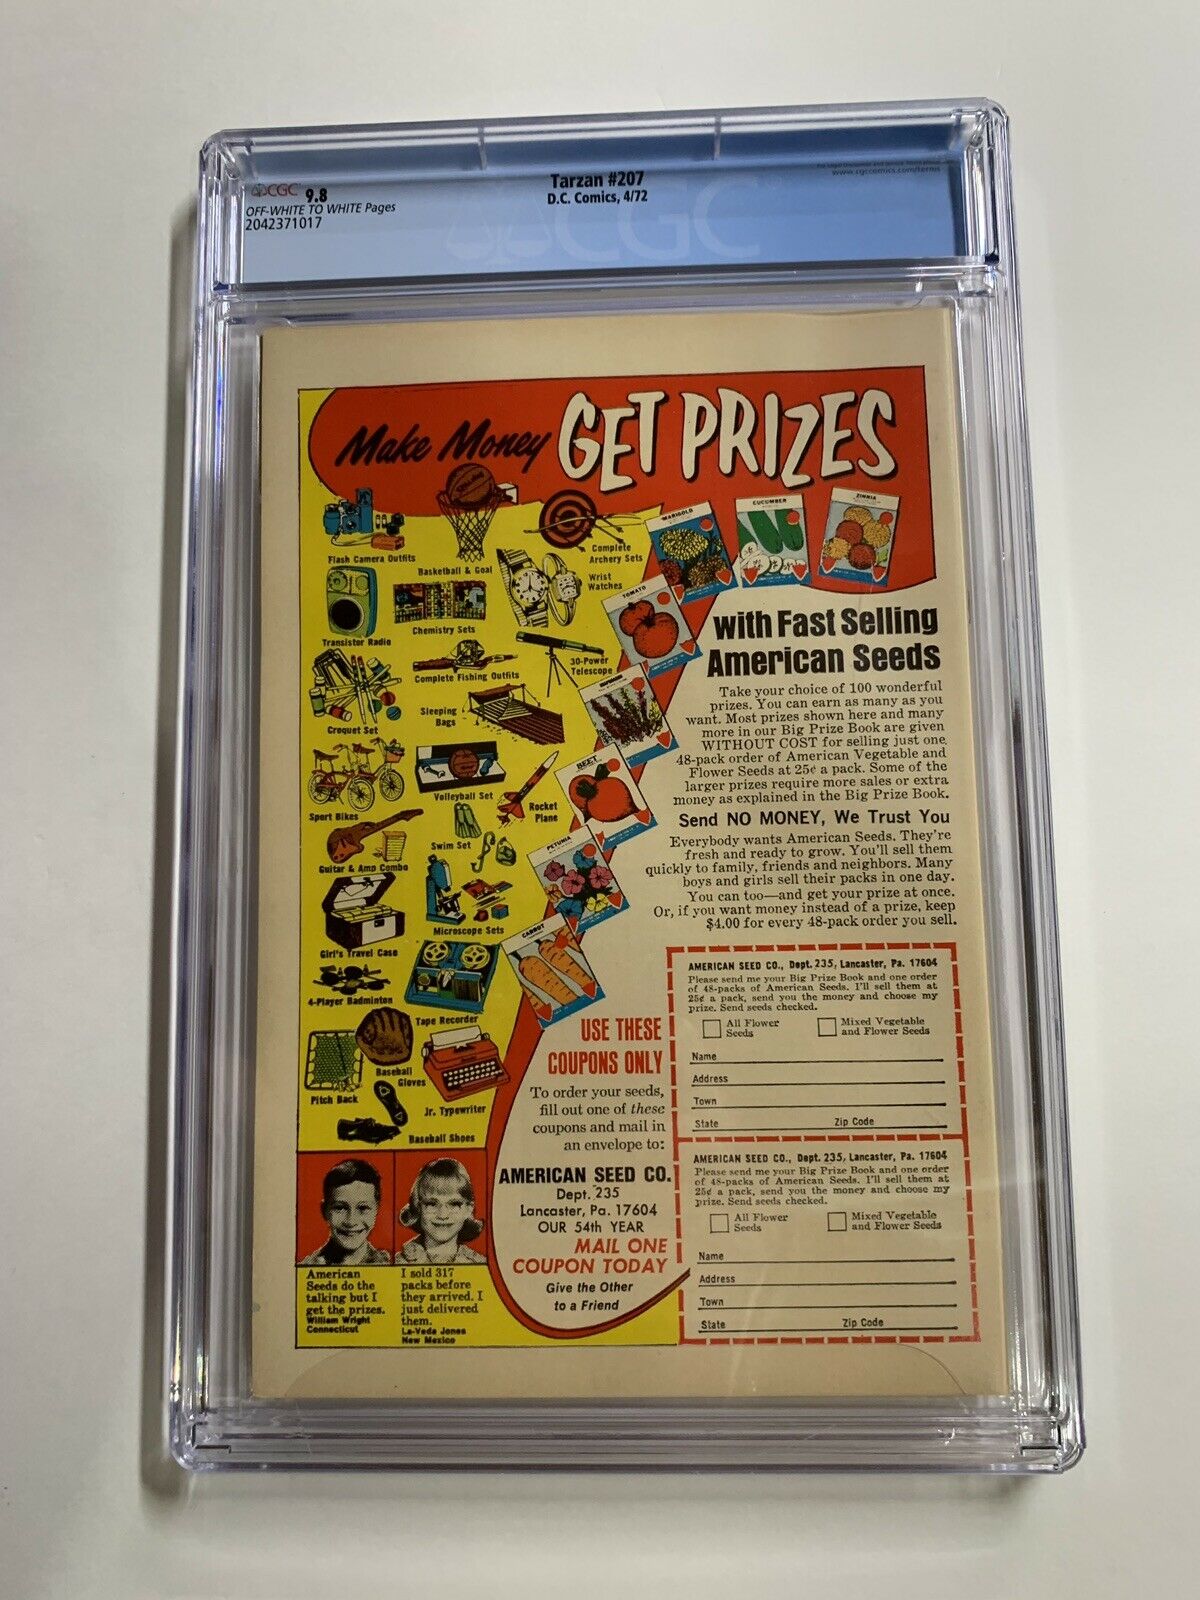 CGC 9.8
OFF-WHITE TO WHITE Pages
2042371017
Tarzan #207
D.C. Comics, 4/72
www.cgccomics.com/terms
CGC
Make Money GET PRIZES
Flash Camera Outfits
Basketball & Goal
Complete
Archery Sets
Wrist
Watches
MARIGOLD
CUCUMBER
ZINNIA
Transistor Radio
Chemistry Sets
TOMATO
Complete Fishing Outfits
30-Power
Telescope
Croquet Set
Sleeping
Bags
Sport Bikes
Volleyball Set
Rocket
Plane
BEET
Guitar & Amp Combo
Swim Set
PETUNIA
Girl's Travel Case
Microscope Sets
CARROT
4-Player Badminton
Tape Recorder
Pitch Back
Baseball
Gloves
Jr. Typewriter
Baseball Shoes
with Fast Selling
American Seeds
Take your choice of 100 wonderful
prizes. You can earn as many as you
want. Most prizes shown here and many
more in our Big Prize Book are given
WITHOUT COST for selling just one
48-pack order of American Vegetable and
Flower Seeds at 25¢ a pack. Some of the
larger prizes require more sales or extra
money as explained in the Big Prize Book.
Send NO MONEY, We Trust You
Everybody wants American Seeds. They're
fresh and ready to grow. You'll sell them
quickly to family, friends and neighbors. Many
boys and girls sell their packs in one day.
You can too—and get your prize at once.
Or, if you want money instead of a prize, keep
$4.00 for every 48-pack order you sell.
USE THESE
COUPONS ONLY
To order your seeds,
fill out one of these
coupons and mail in
an envelope to:
AMERICAN SEED CO.
Dept. 235
Lancaster, Pa. 17604
OUR 54th YEAR
MAIL ONE
COUPON TODAY
Give the Other
to a Friend
AMERICAN SEED CO., Dept. 235, Lancaster, Pa. 17604
Please send me your Big Prize Book and one order
of 48-packs of American Seeds. I'll sell them at
25¢ a pack, send you the money and choose my
prize. Send seeds checked.
All Flower
Seeds
Mixed Vegetable
and Flower Seeds
Name
Address
Town
State Zip Code
AMERICAN SEED CO., Dept. 235, Lancaster, Pa. 17604
Please send me your Big Prize Book and one order
of 48-packs of American Seeds. I'll sell them at
25¢ a pack, send you the money and choose my
prize. Send seeds checked.
All Flower
Seeds
Mixed Vegetable
and Flower Seeds
Name
Address
Town
State Zip Code
American
Seeds do the
talking but I
get the prizes.
William Wright
Connecticut
I sold 317
packs before
they arrived. I
just delivered
them.
La-Veda Jones
New Mexico